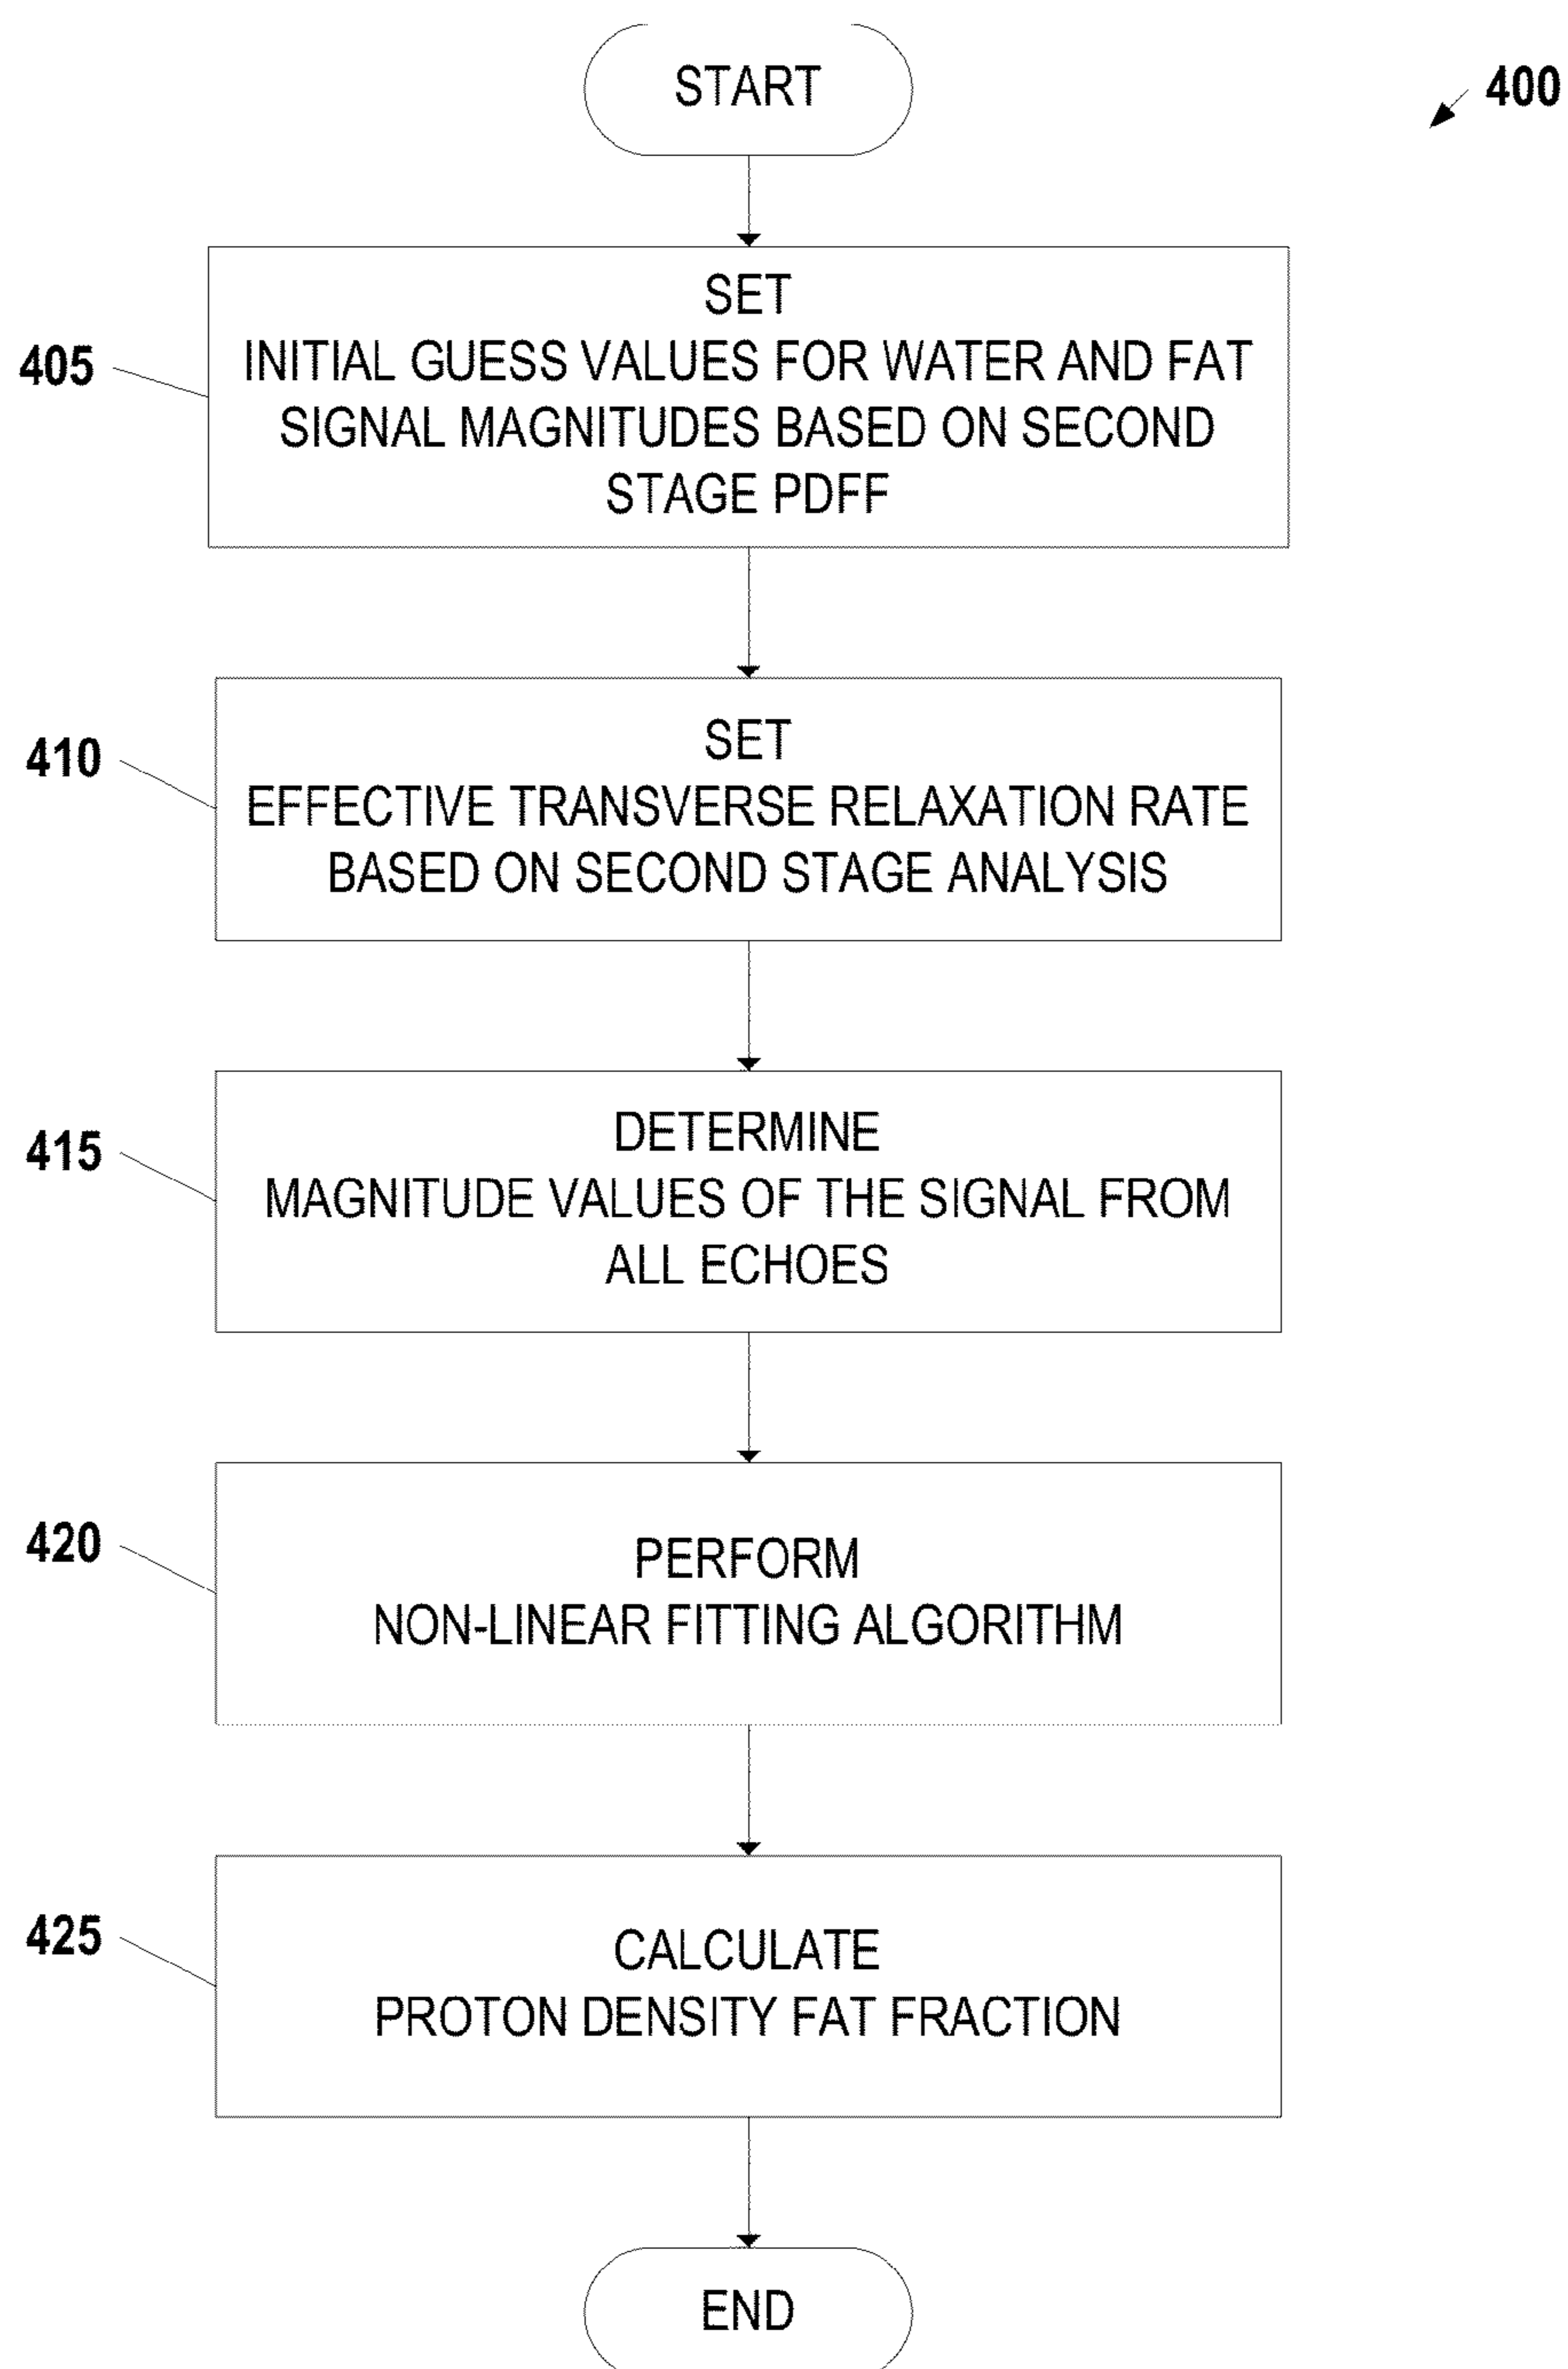 START
400
SET
405
INITIAL GUESS VALUES FOR WATER AND FAT
SIGNAL MAGNITUDES BASED ON SECOND
STAGE PDFF
SET
410
EFFECTIVE TRANSVERSE RELAXATION RATE
BASED ON SECOND STAGE ANALYSIS
DETERMINE
415
MAGNITUDE VALUES OF THE SIGNAL FROM
ALL ECHOES
420
PERFORM
NON-LINEAR FITTING ALGORITHM
425
CALCULATE
PROTON DENSITY FAT FRACTION
END